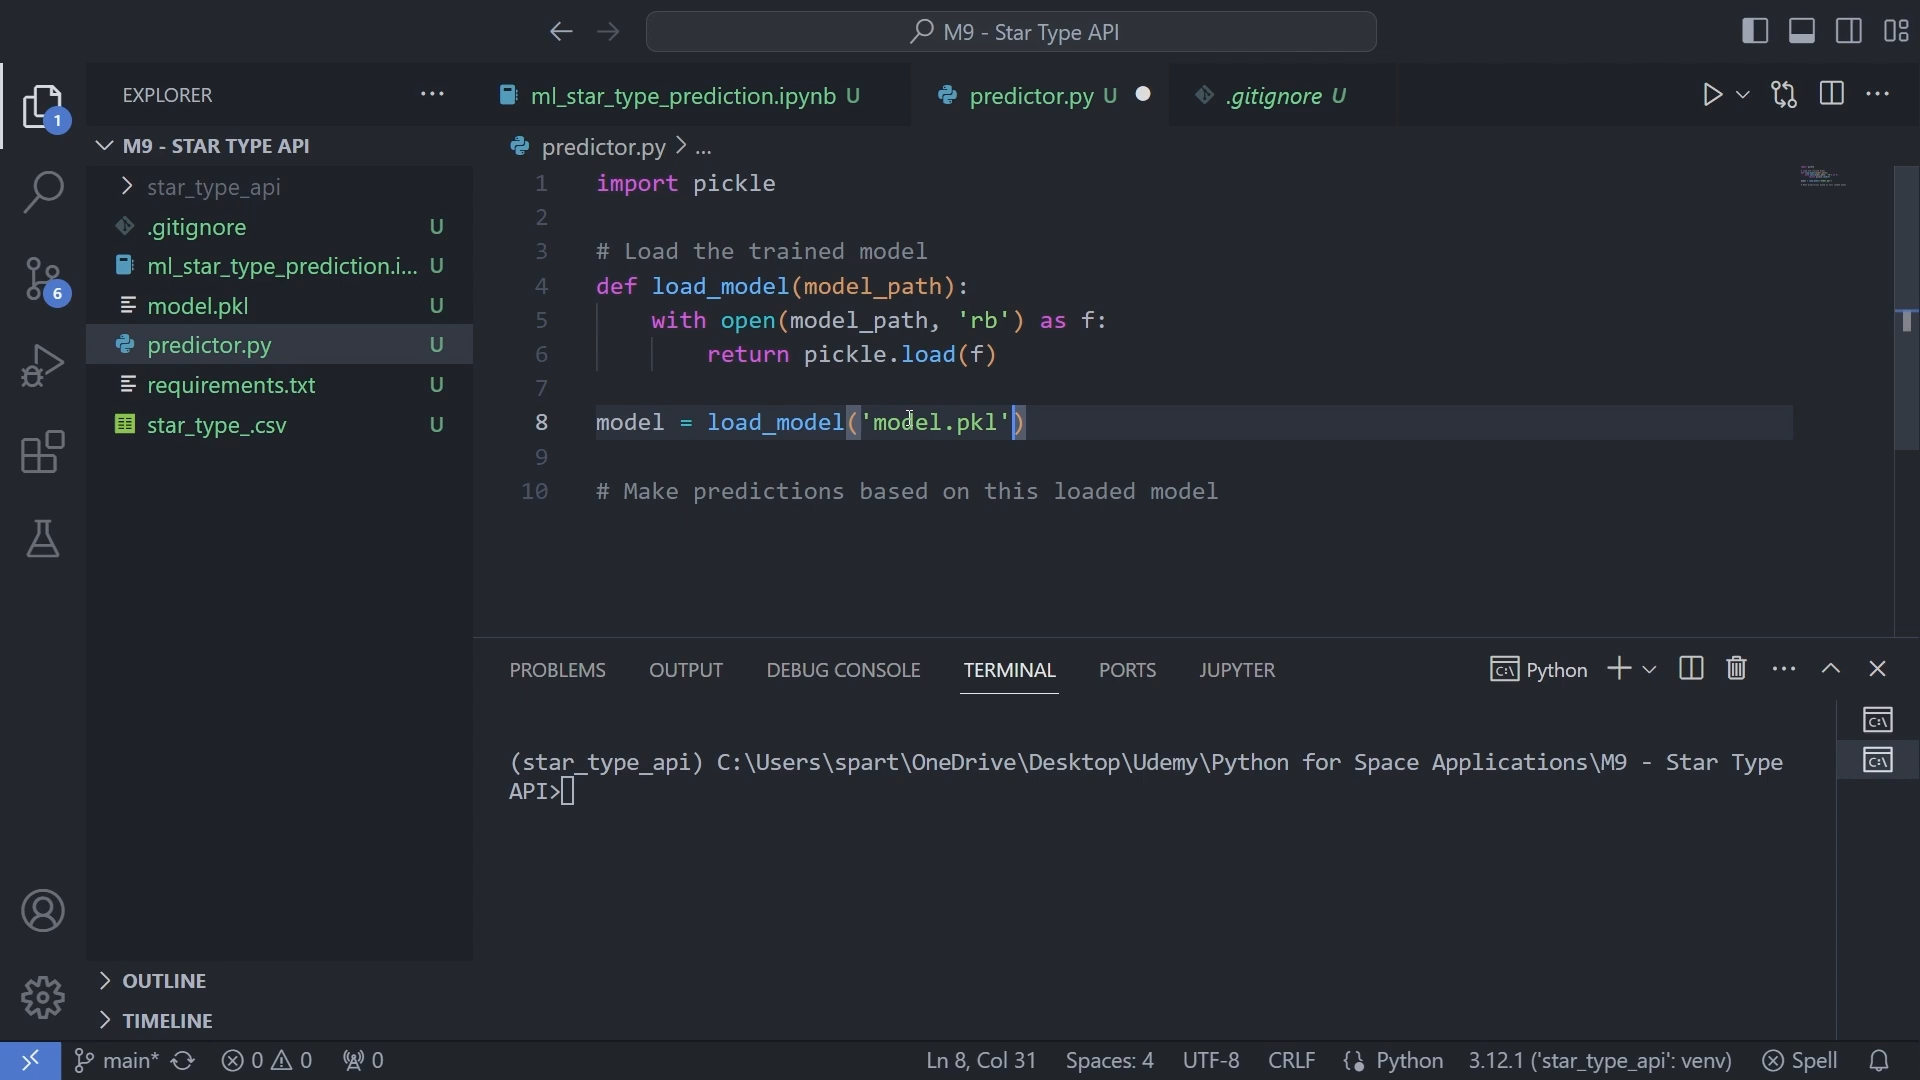 M9 - Star Type API
EXPLORER
ml_star_type_prediction.ipynb U
predictor.py U
.gitignore U
M9 - STAR TYPE API
predictor.py > ...
star_type_api
.gitignore U
ml_star_type_prediction.i... U
model.pkl U
predictor.py U
requirements.txt U
star_type_.csv U
1 import pickle
2
3 # Load the trained model
4 def load_model(model_path):
5 with open(model_path, 'rb') as f:
6 return pickle.load(f)
7
8 model = load_model('model.pkl')
9
10 # Make predictions based on this loaded model
1
6
PROBLEMS OUTPUT DEBUG CONSOLE TERMINAL PORTS JUPYTER
Python
(star_type_api) C:\Users\spart\OneDrive\Desktop\Udemy\Python for Space Applications\M9 - Star Type
API>
OUTLINE
TIMELINE
main* 0 0 0 Ln 8, Col 31 Spaces: 4 UTF-8 CRLF Python 3.12.1 ('star_type_api': venv) Spell